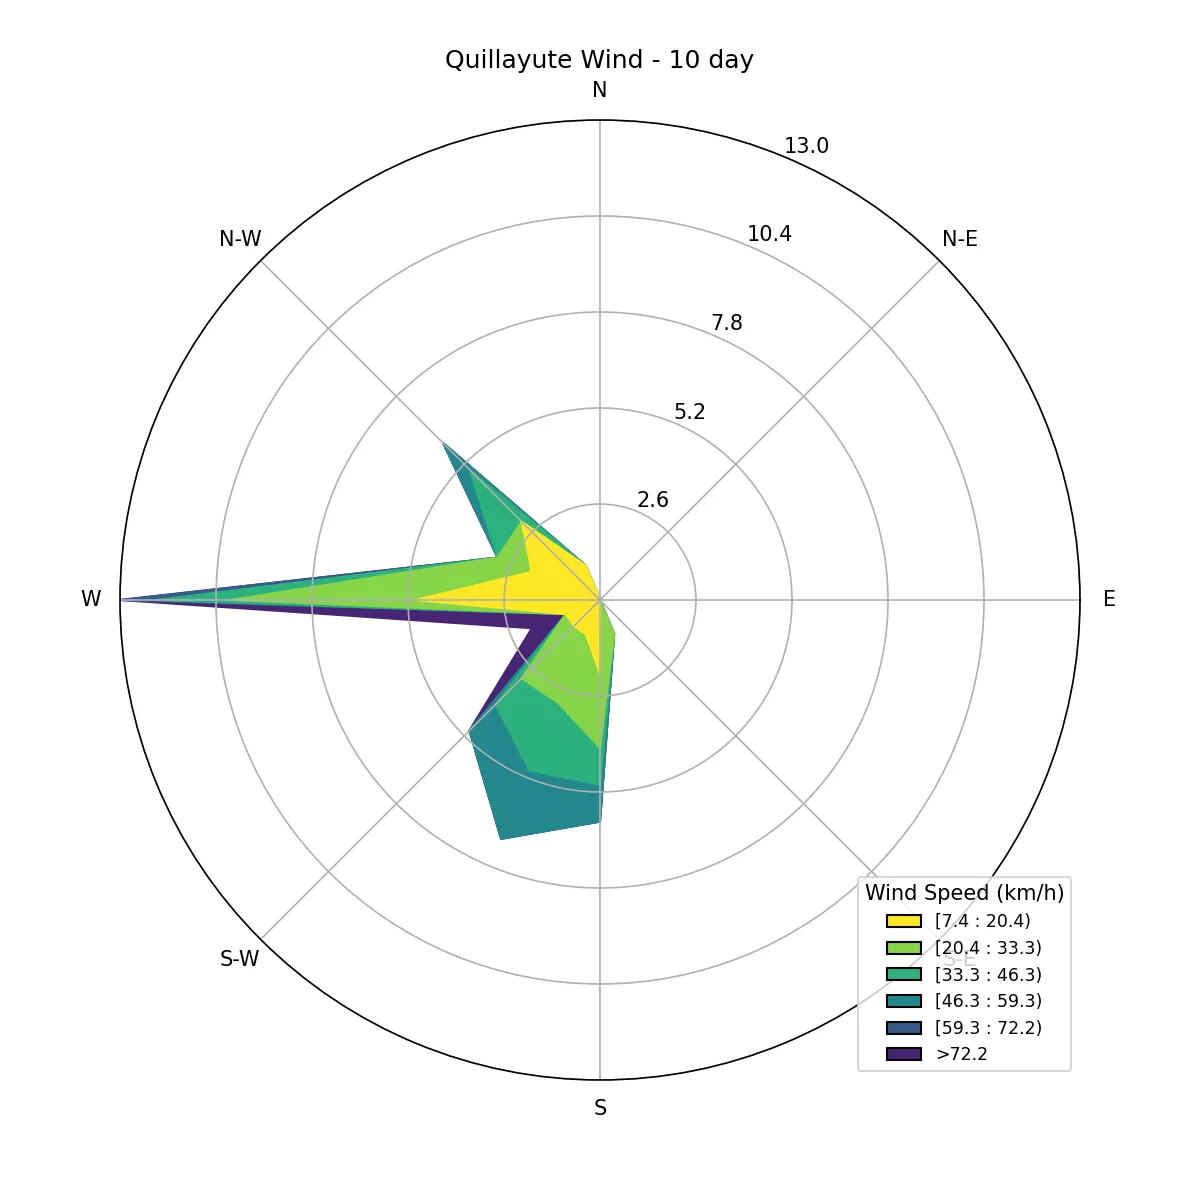 Quillayute Wind - 10 day
N
13.0
N-W
N-E
10.4
7.8
5.2
2.6
W
E
S-W
S-E
S
Wind Speed (km/h)
[7.4 : 20.4)
[20.4 : 33.3)
[33.3 : 46.3)
[46.3 : 59.3)
[59.3 : 72.2)
>72.2